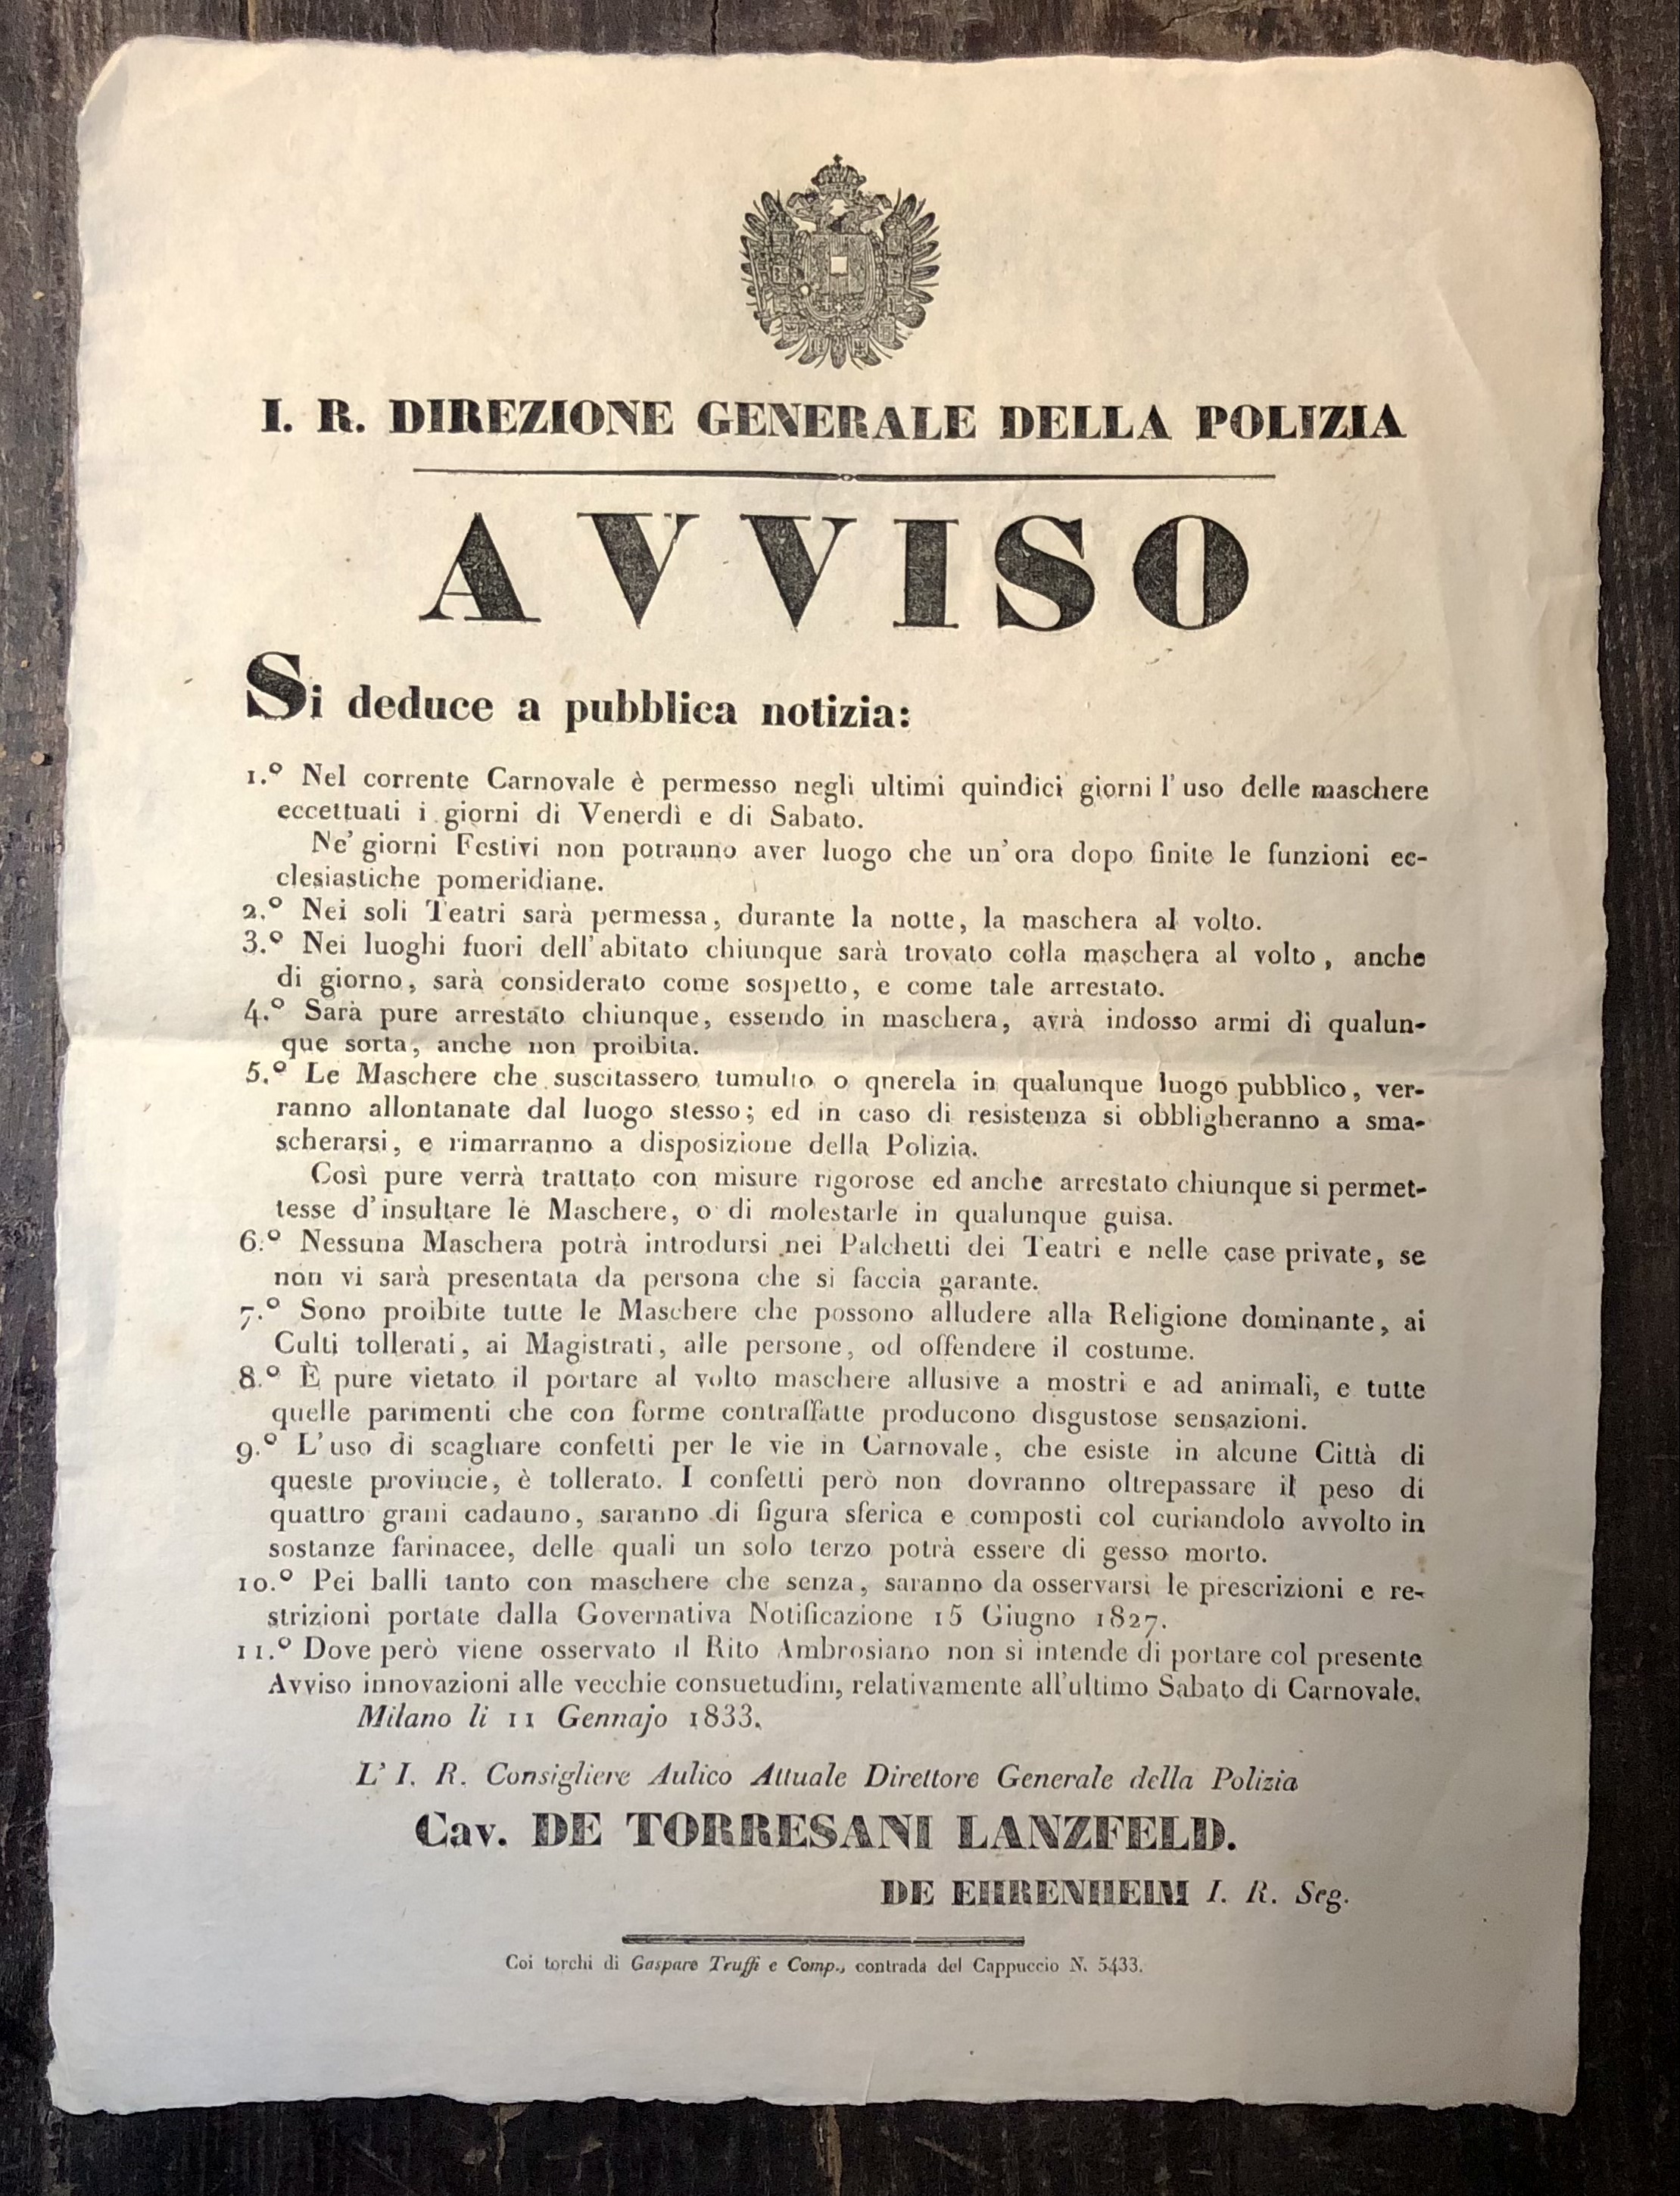 I. R. DIREZIONE GENERALE DELLA POLIZIA
AVVISO
Si deduce a pubblica notizia:
1.º Nel corrente Carnovale è permesso negli ultimi quindici giorni l'uso delle maschere
eccettuati i giorni di Venerdì e di Sabato.
Ne' giorni Festivi non potranno aver luogo che un'ora dopo finite le funzioni ec-
clesiastiche pomeridiane.
2.º Nei soli Teatri sarà permessa, durante la notte, la maschera al volto.
3.º Nei luoghi fuori dell'abitato chiunque sarà trovato colla maschera al volto, anche
di giorno, sarà considerato come sospetto, e come tale arrestato.
4.º Sarà pure arrestato chiunque, essendo in maschera, avrà indosso armi di qualun-
que sorta, anche non proibita.
5.º Le Maschere che suscitassero tumulto o qnerela in qualunque luogo pubblico, ver-
ranno allontanate dal luogo stesso; ed in caso di resistenza si obbligheranno a sma-
scherarsi, e rimarranno a disposizione della Polizia.
Così pure verrà trattato con misure rigorose ed anche arrestato chiunque si permet-
tesse d'insultare le Maschere, o di molestarle in qualunque guisa.
6.º Nessuna Maschera potrà introdursi nei Palchetti dei Teatri e nelle case private, se
non vi sarà presentata da persona che si faccia garante.
7.º Sono proibite tutte le Maschere che possono alludere alla Religione dominante, ai
Culti tollerati, ai Magistrati, alle persone, od offendere il costume.
8.º È pure vietato il portare al volto maschere allusive a mostri e ad animali, e tutte
quelle parimenti che con forme contraffatte producono disgustose sensazioni.
9.º L'uso di scagliare confetti per le vie in Carnovale, che esiste in alcune Città di
queste provincie, è tollerato. I confetti però non dovranno oltrepassare il peso di
quattro grani cadauno, saranno di figura sferica e composti col curiandolo avvolto in
sostanze farinacee, delle quali un solo terzo potrà essere di gesso morto.
10.º Pei balli tanto con maschere che senza, saranno da osservarsi le prescrizioni e re-
strizioni portate dalla Governativa Notificazione 15 Giugno 1827.
11.º Dove però viene osservato il Rito Ambrosiano non si intende di portare col presente
Avviso innovazioni alle vecchie consuetudini, relativamente all'ultimo Sabato di Carnovale.
Milano li 11 Gennajo 1833.
L' I. R. Consigliere Aulico Attuale Direttore Generale della Polizia
Cav. DE TORRESANI LANZFELD.
DE EHRENHEIM I. R. Seg.
Coi torchi di Gaspare Truffi e Comp., contrada del Cappuccio N. 5433.